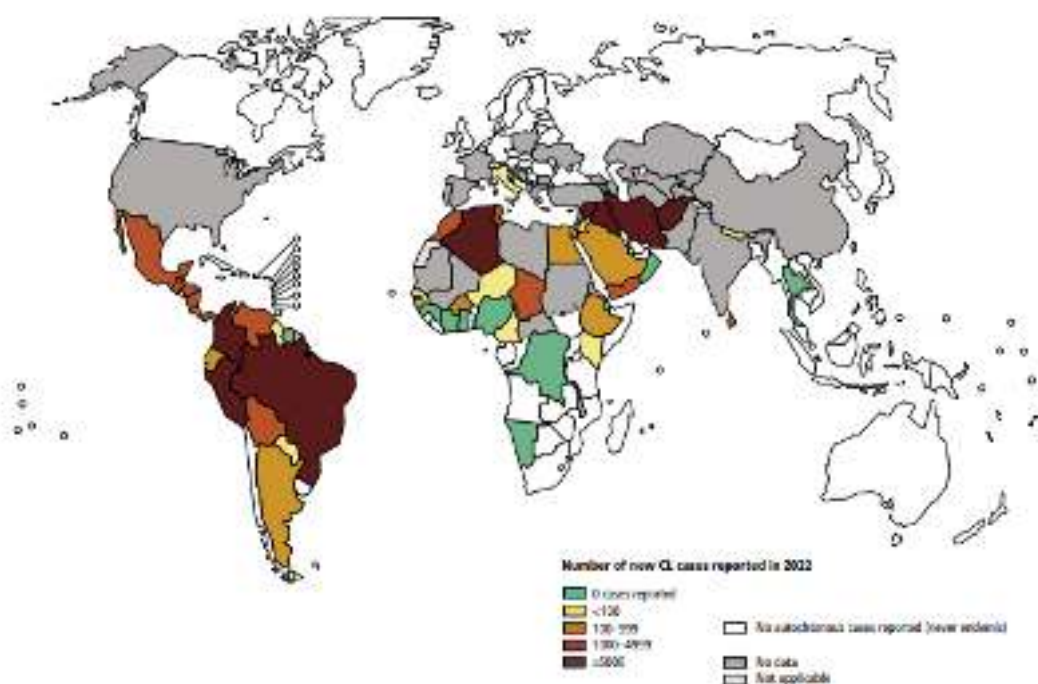 Number of new CL cases reported in 2022
0 cases reported
<100
100–999
1000–4999
≥5000
No autochthonous cases reported (never endemic)
No data
Not applicable